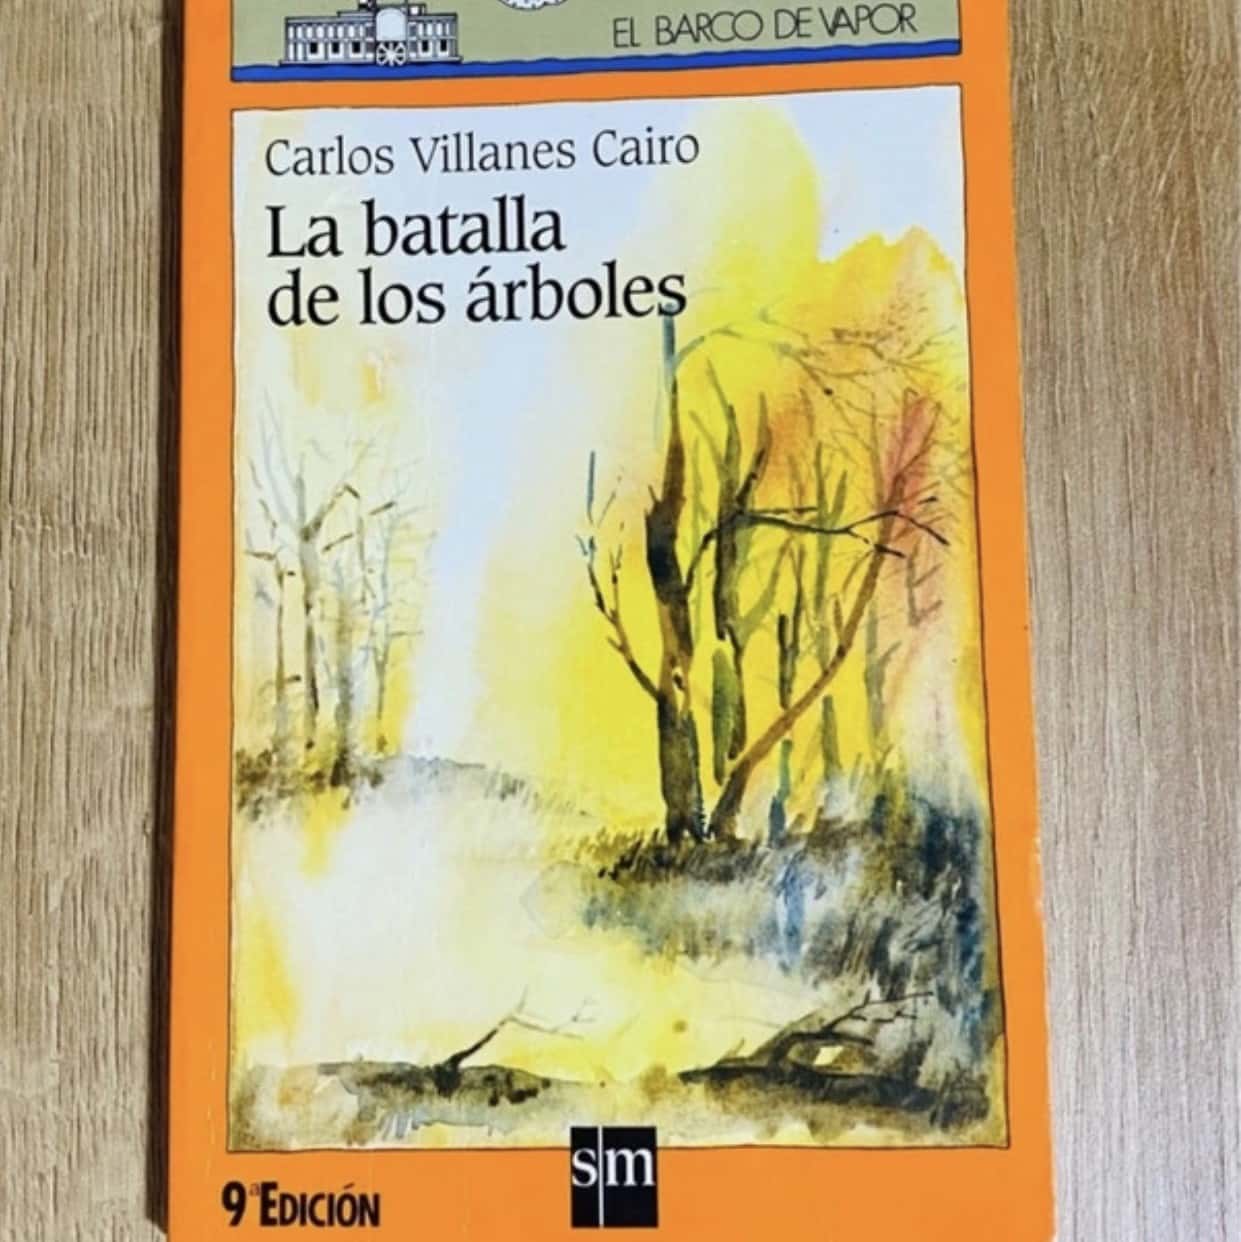 EL BARCO DE VAPOR
Carlos Villanes Cairo
La batalla
de los árboles
sm
9ª EDICIÓN